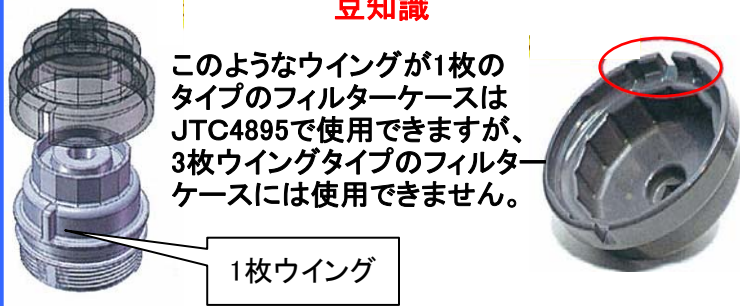 豆知識
このようなウイングが1枚の
タイプのフィルターケースは
JTC4895で使用できますが、
3枚ウイングタイプのフィルター
ケースには使用できません。
1枚ウイング